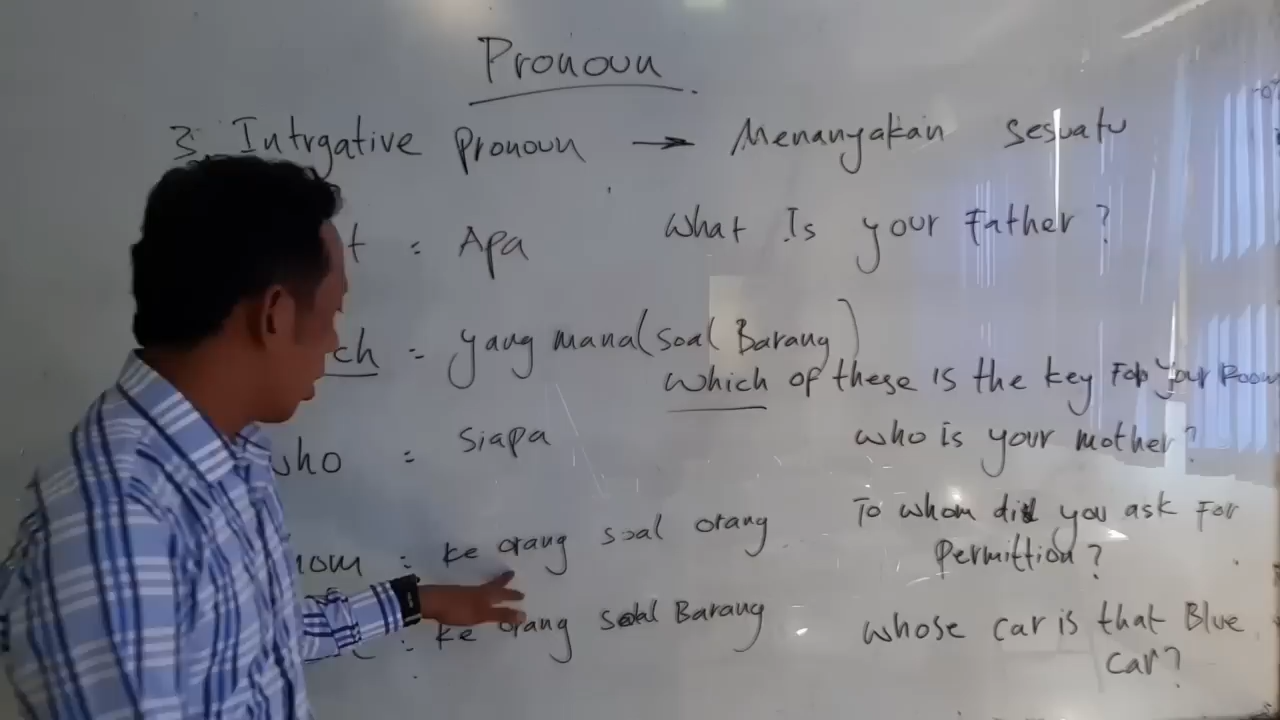 Pronoun
3. Intrgative Pronoun → Menanyakan Sesuatu
t = Apa What Is your Father ?
ch = yang mana (soal Barang)
Which of these is the key For Your Room
who = siapa who is your mother ?
hom = ke orang soal orang To whom did you ask For
Permittion ?
e = ke orang soal Barang whose car is that Blue
car ?